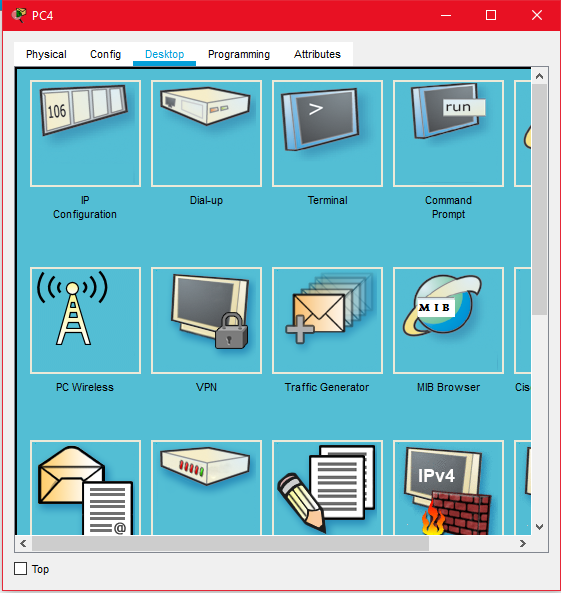 PC4
Physical Config Desktop Programming Attributes
106
>
run
IP
Configuration
Dial-up
Terminal
Command
Prompt
MIB
PC Wireless
VPN
Traffic Generator
MIB Browser
Cis
@
IPv4
Top